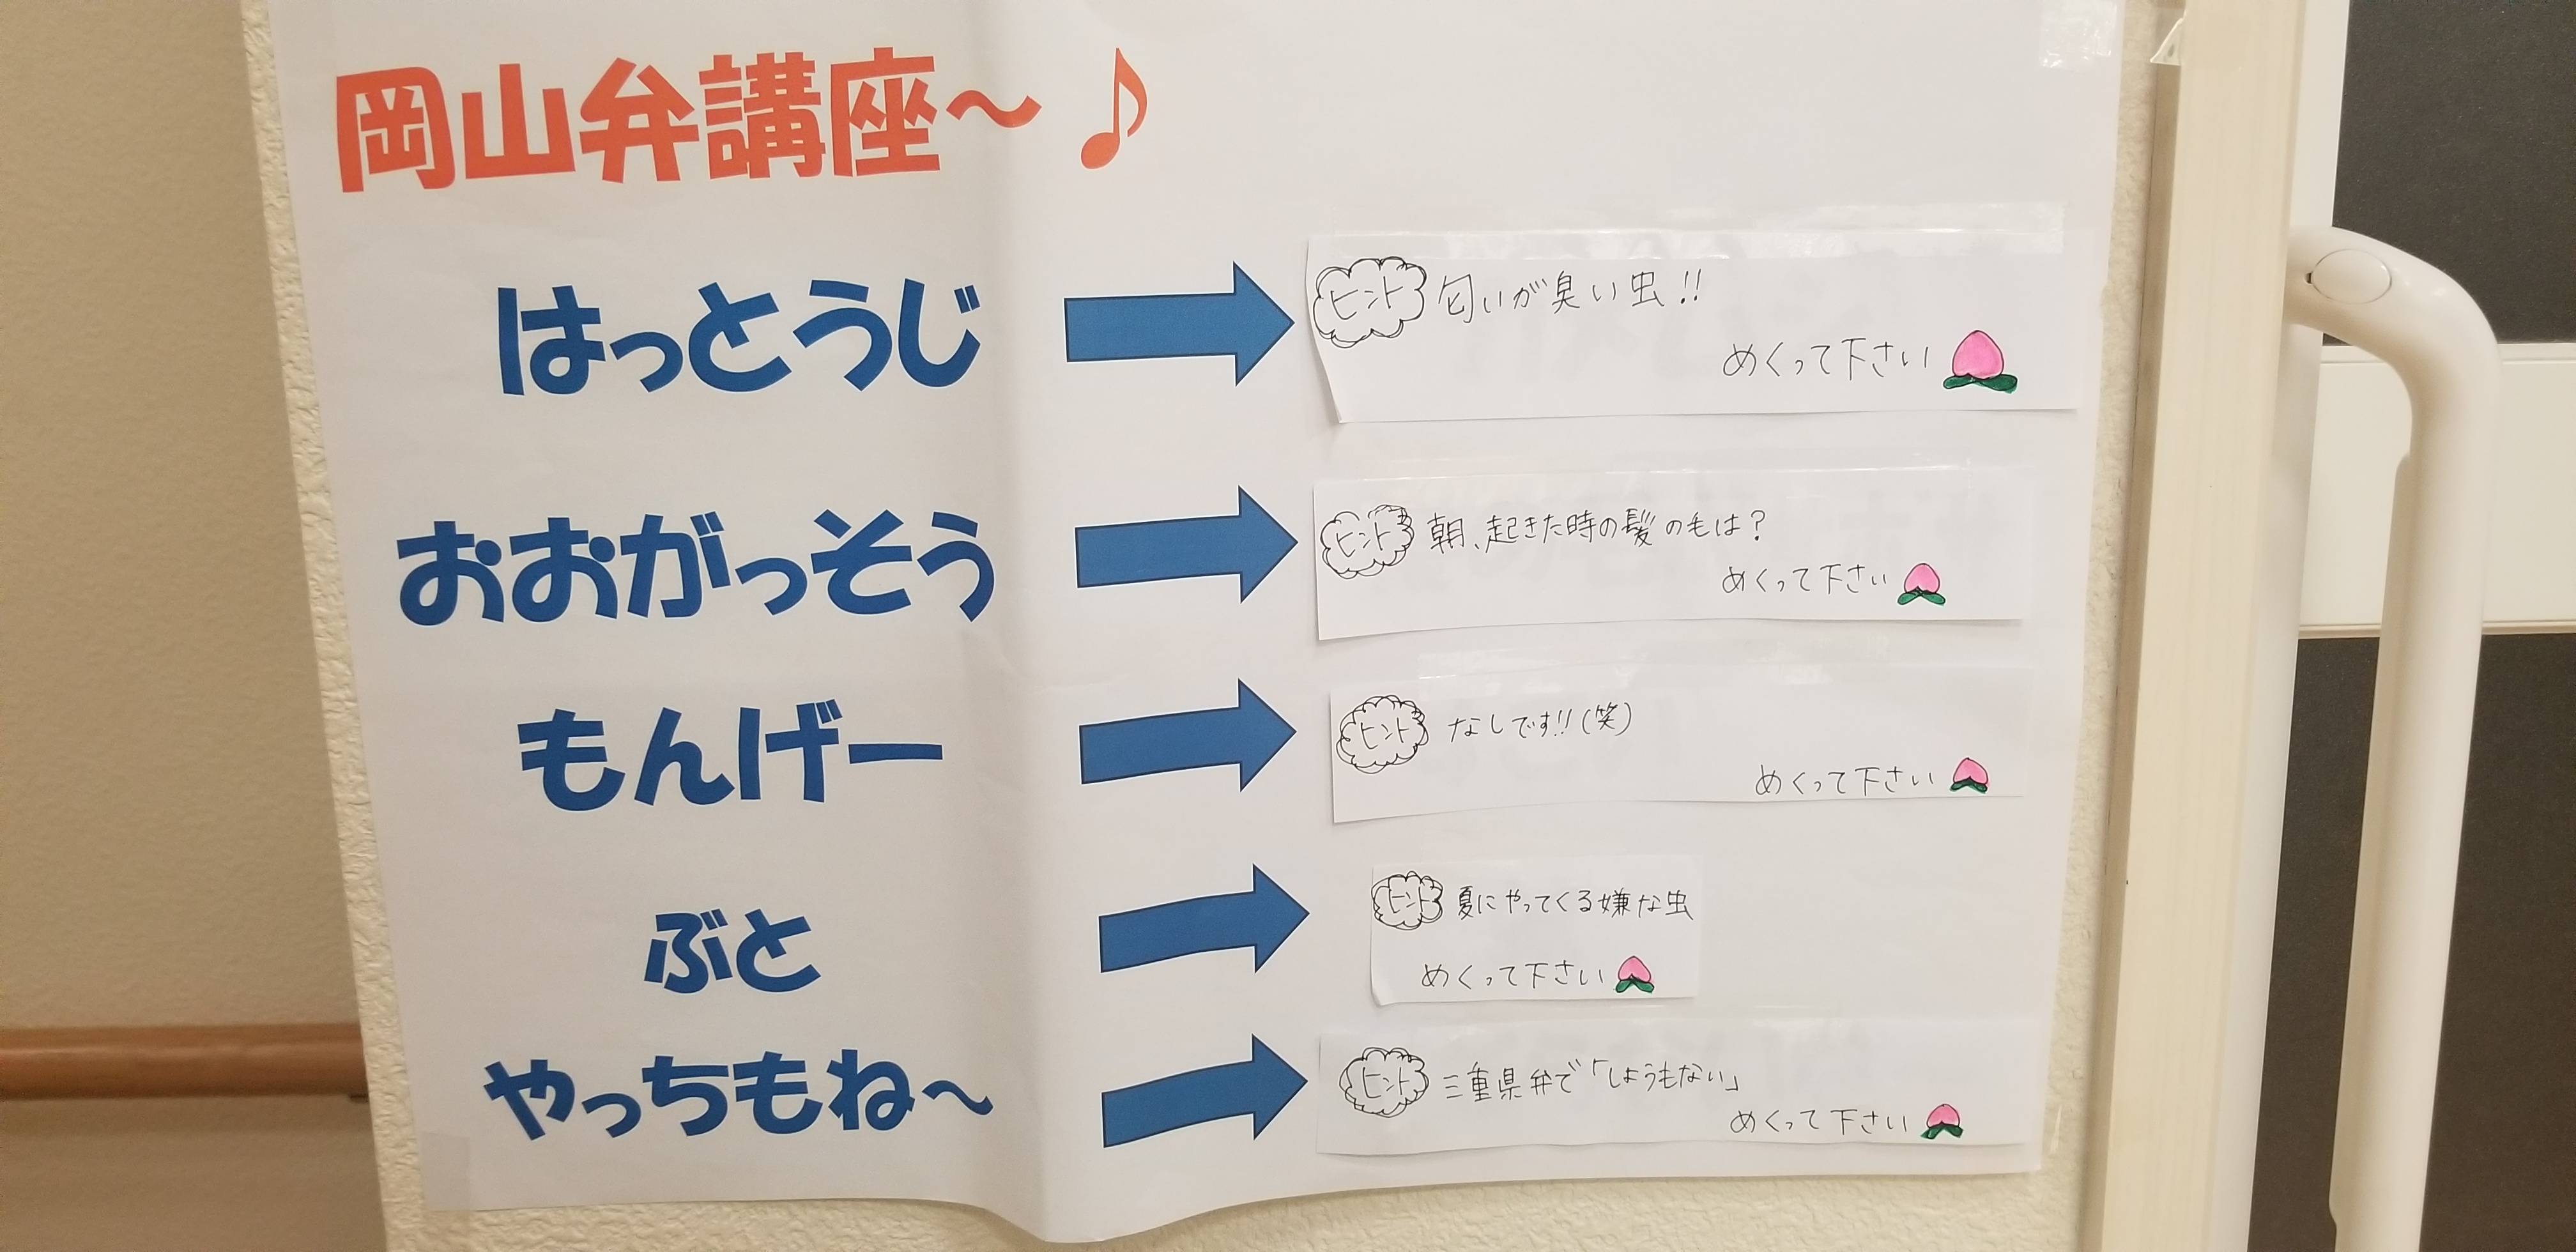 岡山弁講座～♪
はっとうじ
ヒント 匂いが臭い虫!!
めくって下さい
おおがっそう
ヒント 朝、起きた時の髪の毛は?
めくって下さい
もんげー
ヒント なしです!!(笑)
めくって下さい
ぶと
ヒント 夏にやってくる嫌な虫
めくって下さい
やっちもね～
ヒント 三重県弁で「しょうもない」
めくって下さい